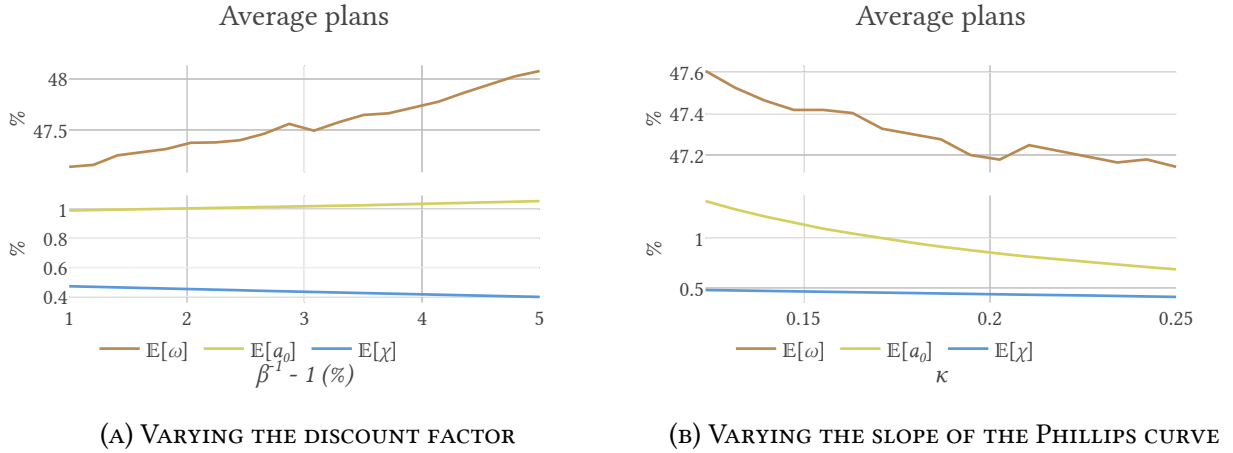 Average plans
48
47.5
%
1
0.8
0.6
0.4
%
1 2 3 4 5
𝔼[ω] 𝔼[a₀] 𝔼[χ]
β⁻¹ - 1 (%)
(A) Varying the discount factor
Average plans
47.6
47.4
47.2
%
1
0.5
%
0.15 0.2 0.25
𝔼[ω] 𝔼[a₀] 𝔼[χ]
κ
(B) Varying the slope of the Phillips curve